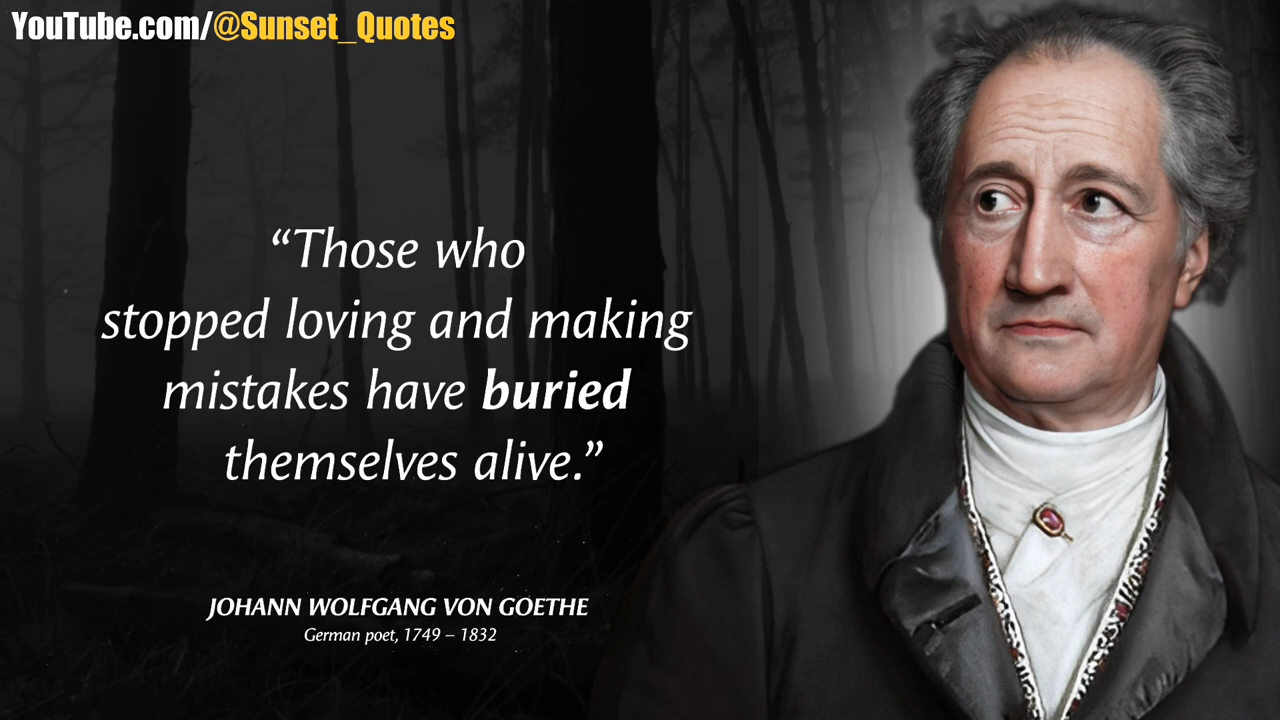 YouTube.com/@Sunset_Quotes
“Those who
stopped loving and making
mistakes have buried
themselves alive.”
JOHANN WOLFGANG VON GOETHE
German poet, 1749 – 1832